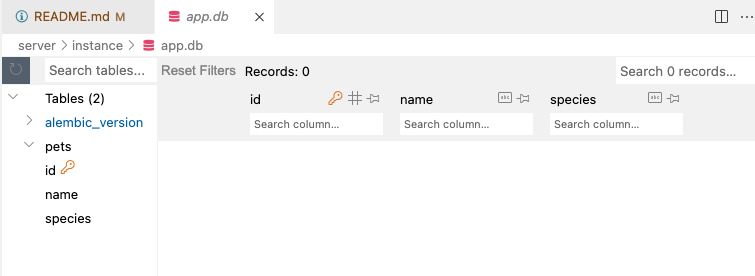 README.md M app.db
server > instance > app.db
Search tables... Reset Filters Records: 0 Search 0 records...
Tables (2) id name species
alembic_version Search column... Search column... Search column...
pets
id
name
species